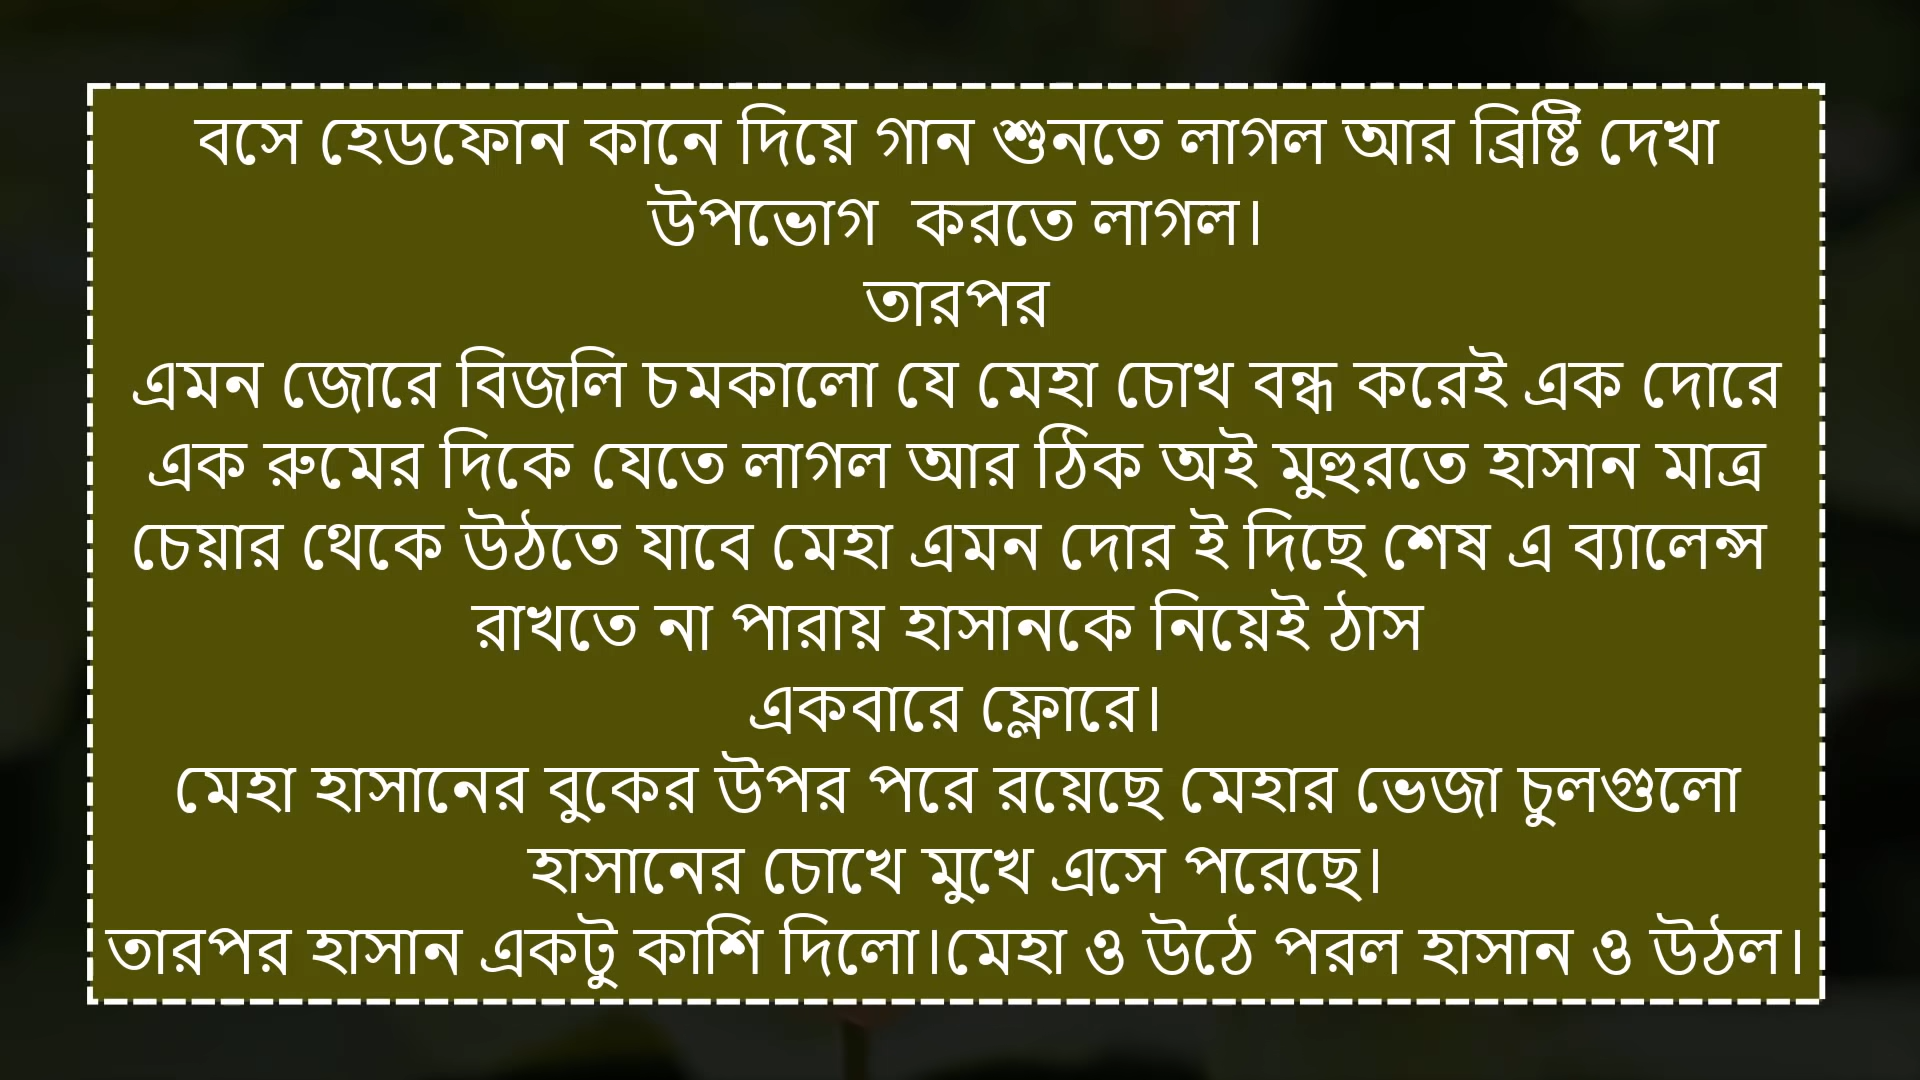 বসে হেডফোন কানে দিয়ে গান শুনতে লাগল আর ব্রিষ্টি দেখা
উপভোগ  করতে লাগল।
তারপর
এমন জোরে বিজলি চমকালো যে মেহা চোখ বন্ধ করেই এক দোরে
এক রুমের দিকে যেতে লাগল আর ঠিক অই মুহুরতে হাসান মাত্র
চেয়ার থেকে উঠতে যাবে মেহা এমন দোর ই দিছে শেষ এ ব্যালেন্স
রাখতে না পারায় হাসানকে নিয়েই ঠাস
একবারে ফ্লোরে।
মেহা হাসানের বুকের উপর পরে রয়েছে মেহার ভেজা চুলগুলো
হাসানের চোখে মুখে এসে পরেছে।
তারপর হাসান একটু কাশি দিলো।মেহা ও উঠে পরল হাসান ও উঠল।